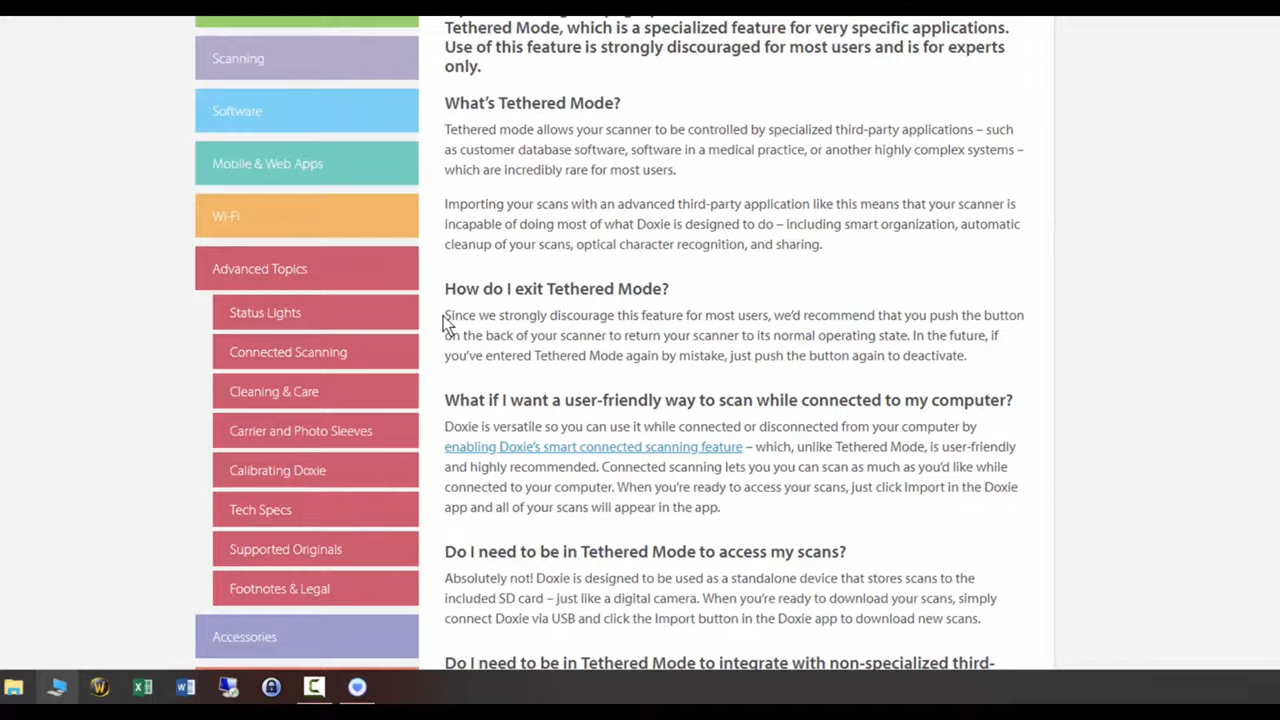 Scanning
Software
Mobile & Web Apps
Wi-Fi
Advanced Topics
Status Lights
Connected Scanning
Cleaning & Care
Carrier and Photo Sleeves
Calibrating Doxie
Tech Specs
Supported Originals
Footnotes & Legal
Accessories
Tethered Mode, which is a specialized feature for very specific applications.
Use of this feature is strongly discouraged for most users and is for experts
only.
What's Tethered Mode?
Tethered mode allows your scanner to be controlled by specialized third-party applications – such
as customer database software, software in a medical practice, or another highly complex systems –
which are incredibly rare for most users.
Importing your scans with an advanced third-party application like this means that your scanner is
incapable of doing most of what Doxie is designed to do – including smart organization, automatic
cleanup of your scans, optical character recognition, and sharing.
How do I exit Tethered Mode?
Since we strongly discourage this feature for most users, we'd recommend that you push the button
on the back of your scanner to return your scanner to its normal operating state. In the future, if
you've entered Tethered Mode again by mistake, just push the button again to deactivate.
What if I want a user-friendly way to scan while connected to my computer?
Doxie is versatile so you can use it while connected or disconnected from your computer by
enabling Doxie's smart connected scanning feature – which, unlike Tethered Mode, is user-friendly
and highly recommended. Connected scanning lets you you can scan as much as you'd like while
connected to your computer. When you're ready to access your scans, just click Import in the Doxie
app and all of your scans will appear in the app.
Do I need to be in Tethered Mode to access my scans?
Absolutely not! Doxie is designed to be used as a standalone device that stores scans to the
included SD card – just like a digital camera. When you're ready to download your scans, simply
connect Doxie via USB and click the Import button in the Doxie app to download new scans.
Do I need to be in Tethered Mode to integrate with non-specialized third-